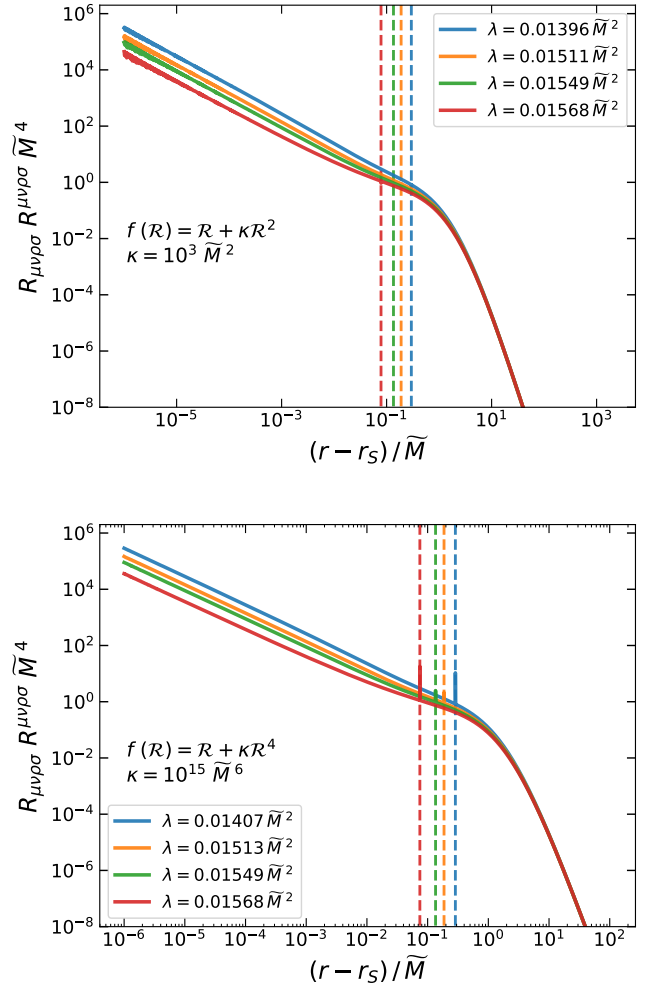 10⁶
10⁴
10²
10⁰
10⁻²
10⁻⁴
10⁻⁶
10⁻⁸
R_{μνρσ} R^{μνρσ} M̃ ⁴
λ = 0.01396 M̃ ²
λ = 0.01511 M̃ ²
λ = 0.01549 M̃ ²
λ = 0.01568 M̃ ²
f (ℛ) = ℛ + κℛ²
κ = 10³ M̃ ²
10⁻⁵ 10⁻³ 10⁻¹ 10¹ 10³
(r − r_S) / M̃
10⁶
10⁴
10²
10⁰
10⁻²
10⁻⁴
10⁻⁶
10⁻⁸
R_{μνρσ} R^{μνρσ} M̃ ⁴
f (ℛ) = ℛ + κℛ⁴
κ = 10¹⁵ M̃ ⁶
λ = 0.01407 M̃ ²
λ = 0.01513 M̃ ²
λ = 0.01549 M̃ ²
λ = 0.01568 M̃ ²
10⁻⁶ 10⁻⁵ 10⁻⁴ 10⁻³ 10⁻² 10⁻¹ 10⁰ 10¹ 10²
(r − r_S) / M̃